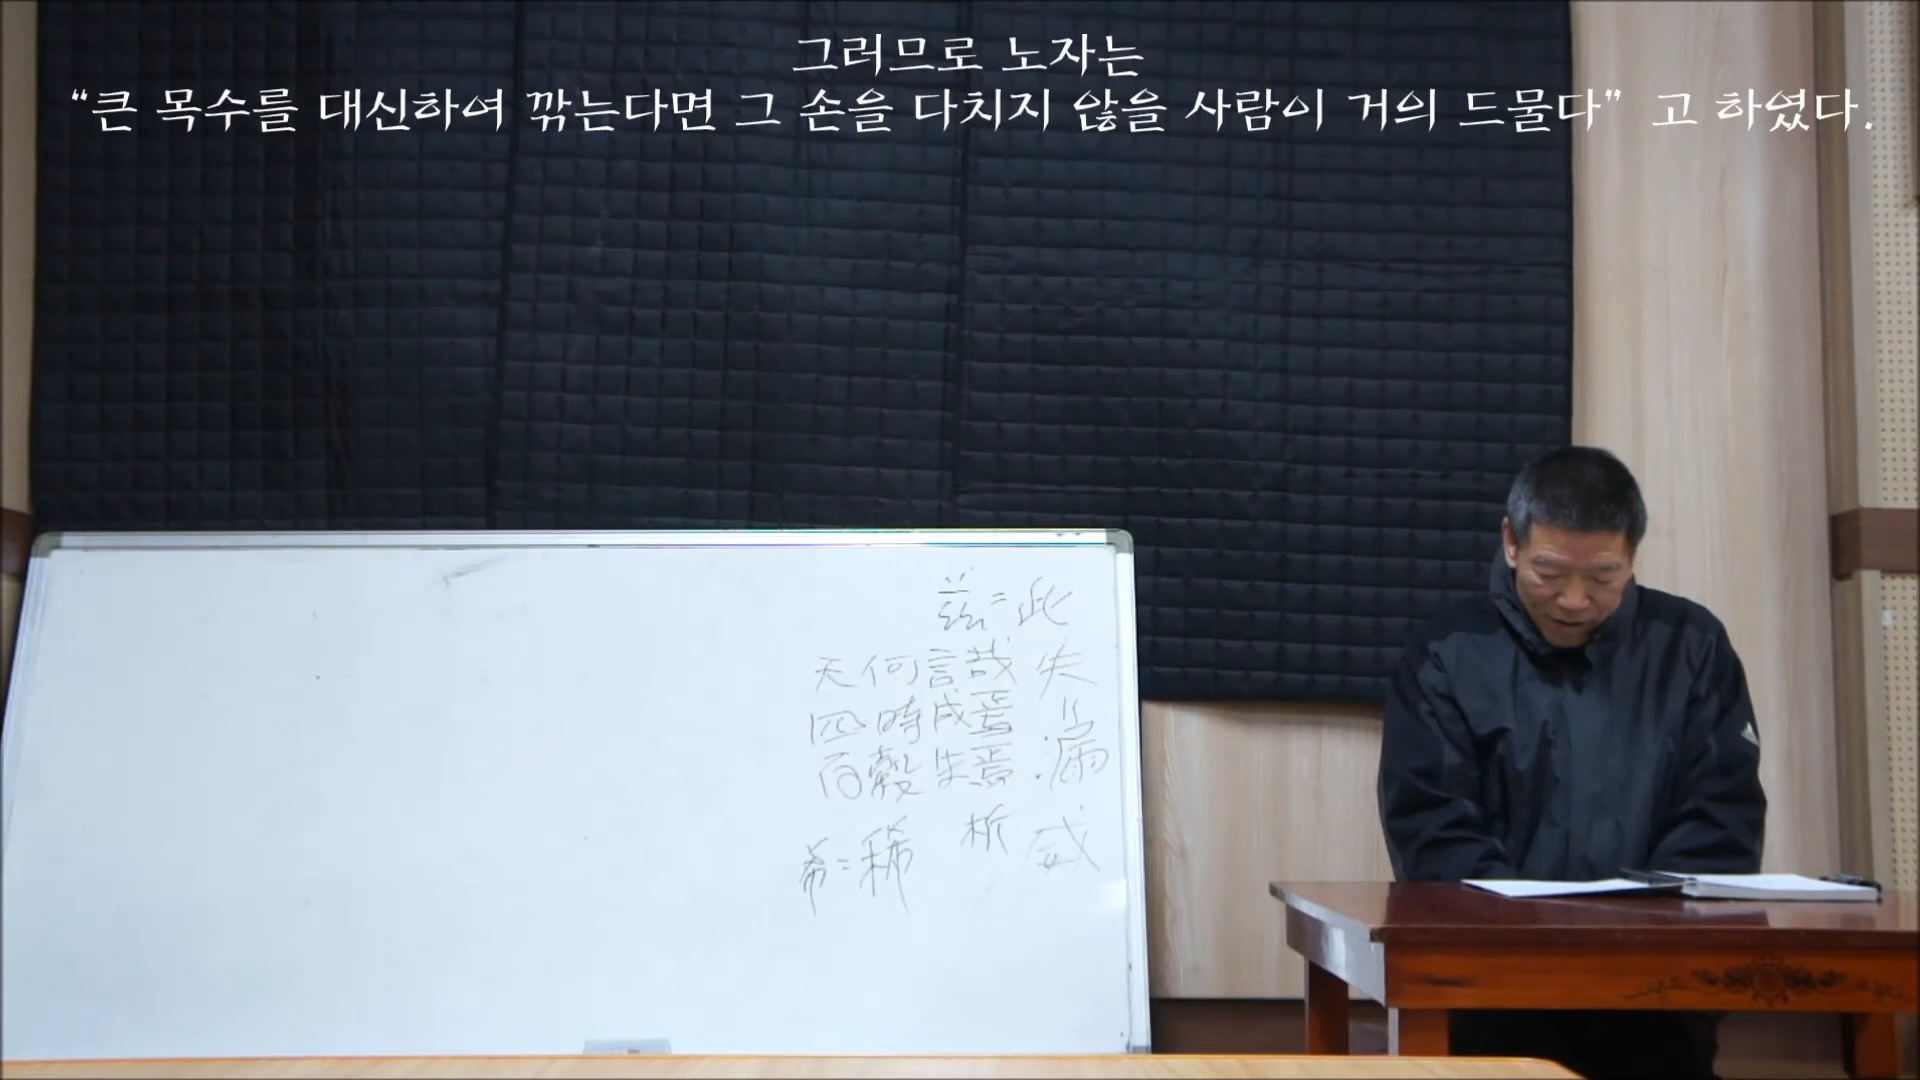 그러므로 노자는
“큰 목수를 대신하여 깎는다면 그 손을 다치지 않을 사람이 거의 드물다” 고 하였다.
茲=此
天何言哉 失
四時成焉
百穀生焉 漏
析
希=稀